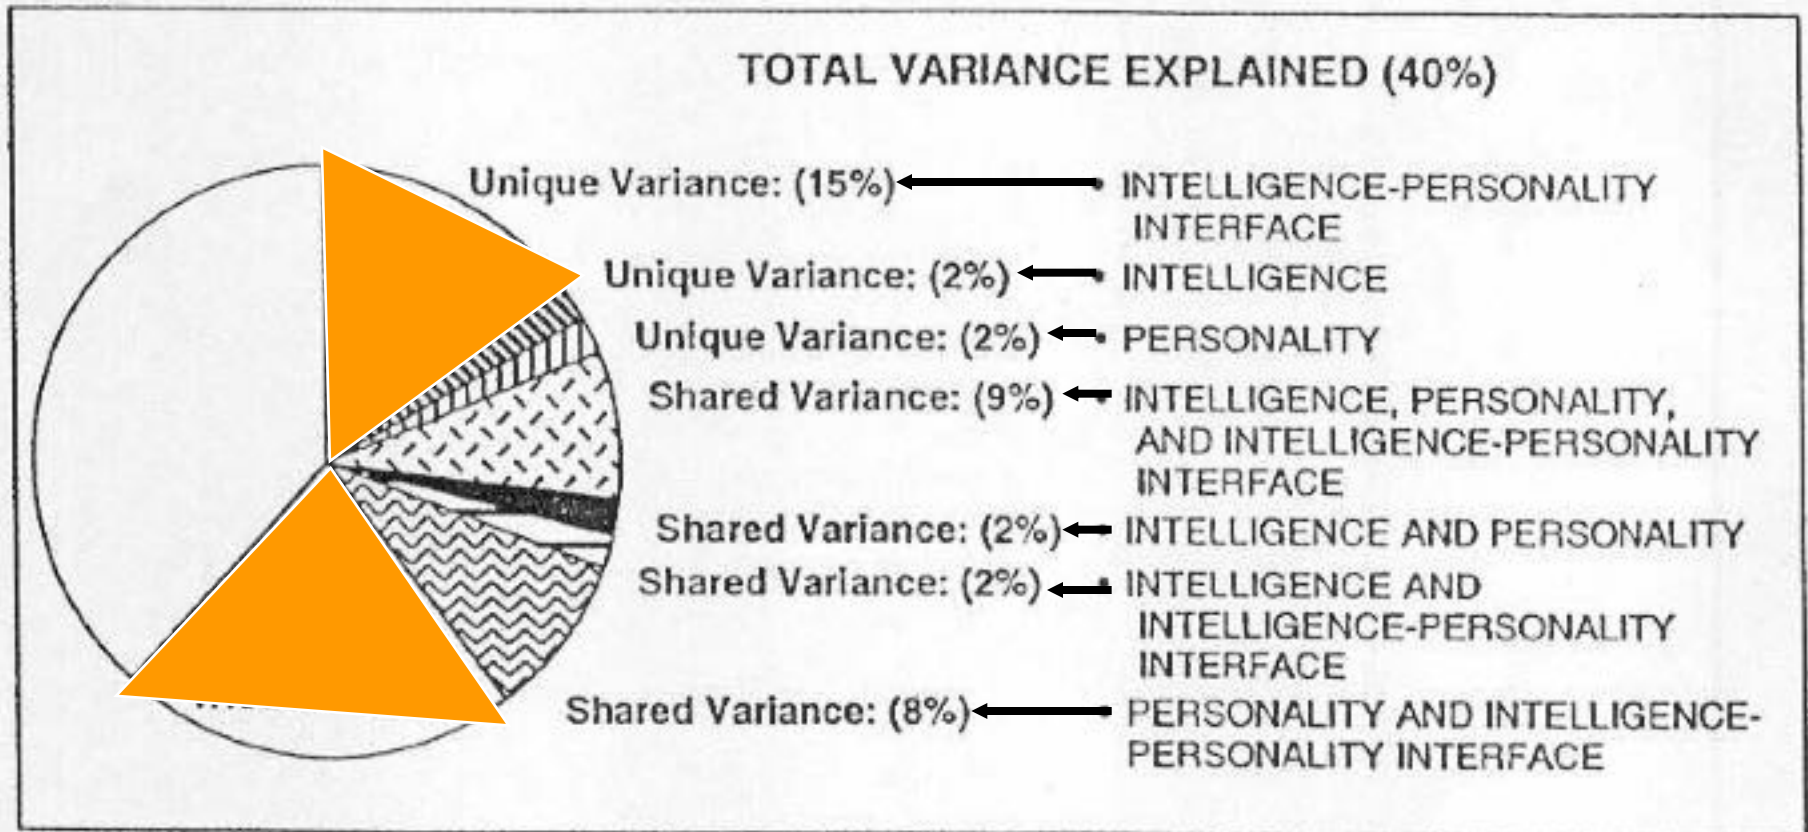 TOTAL VARIANCE EXPLAINED (40%)
Unique Variance: (15%) • INTELLIGENCE-PERSONALITY
INTERFACE
Unique Variance: (2%) • INTELLIGENCE
Unique Variance: (2%) • PERSONALITY
Shared Variance: (9%) • INTELLIGENCE, PERSONALITY,
AND INTELLIGENCE-PERSONALITY
INTERFACE
Shared Variance: (2%) INTELLIGENCE AND PERSONALITY
Shared Variance: (2%) • INTELLIGENCE AND
INTELLIGENCE-PERSONALITY
INTERFACE
Shared Variance: (8%) • PERSONALITY AND INTELLIGENCE-
PERSONALITY INTERFACE